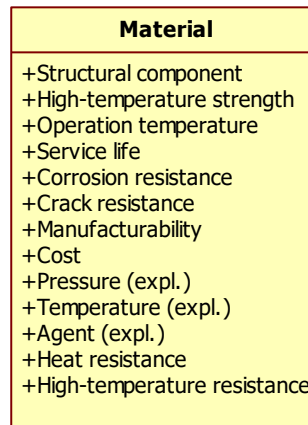 Material
+Structural component
+High-temperature strength
+Operation temperature
+Service life
+Corrosion resistance
+Crack resistance
+Manufacturability
+Cost
+Pressure (expl.)
+Temperature (expl.)
+Agent (expl.)
+Heat resistance
+High-temperature resistance